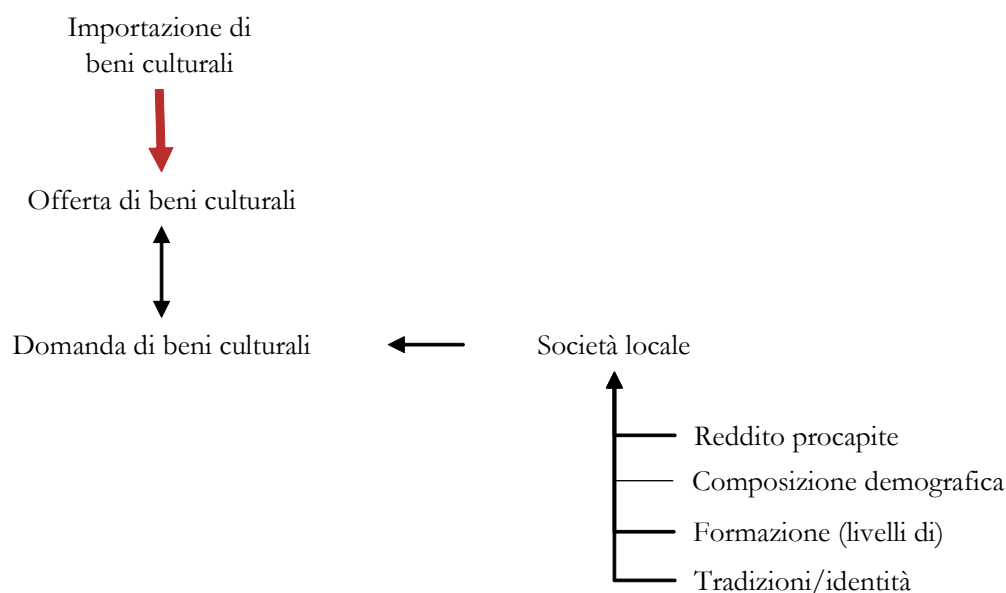 Importazione di
beni culturali
Offerta di beni culturali
Domanda di beni culturali
Società locale
Reddito procapite
Composizione demografica
Formazione (livelli di)
Tradizioni/identità